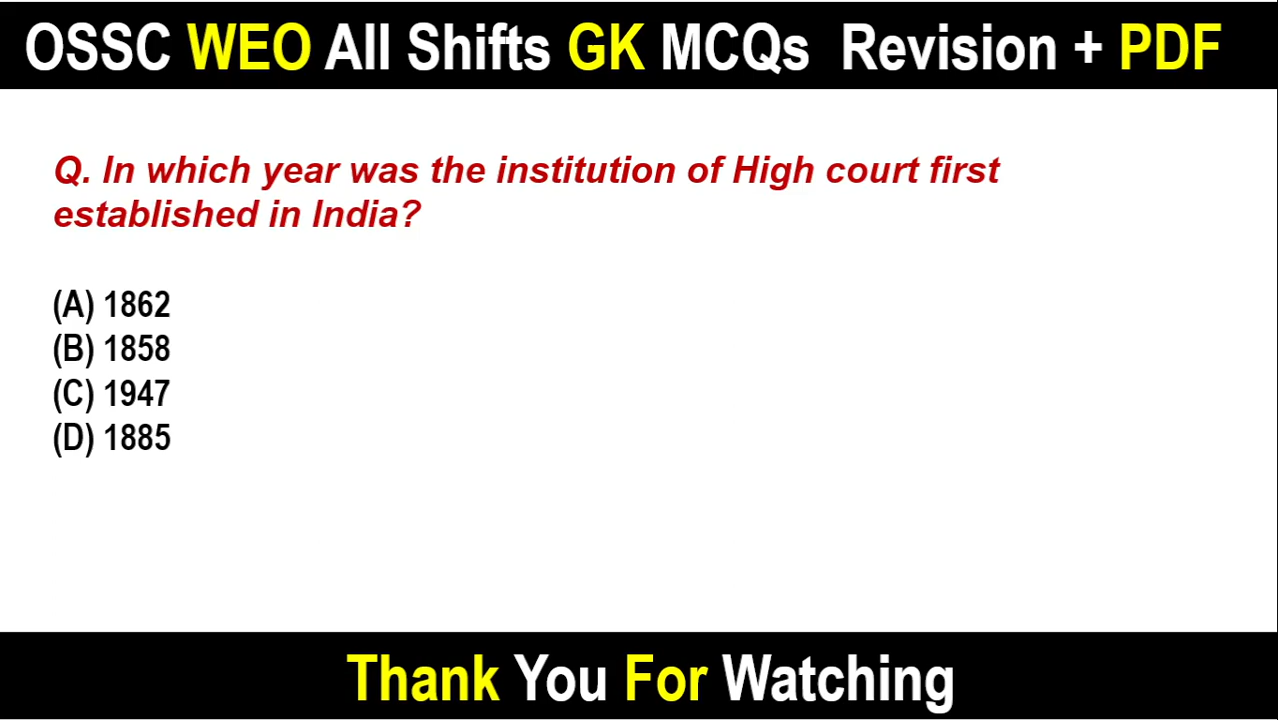 OSSC WEO All Shifts GK MCQs Revision + PDF
Q. In which year was the institution of High court first
established in India?
(A) 1862
(B) 1858
(C) 1947
(D) 1885
Thank You For Watching